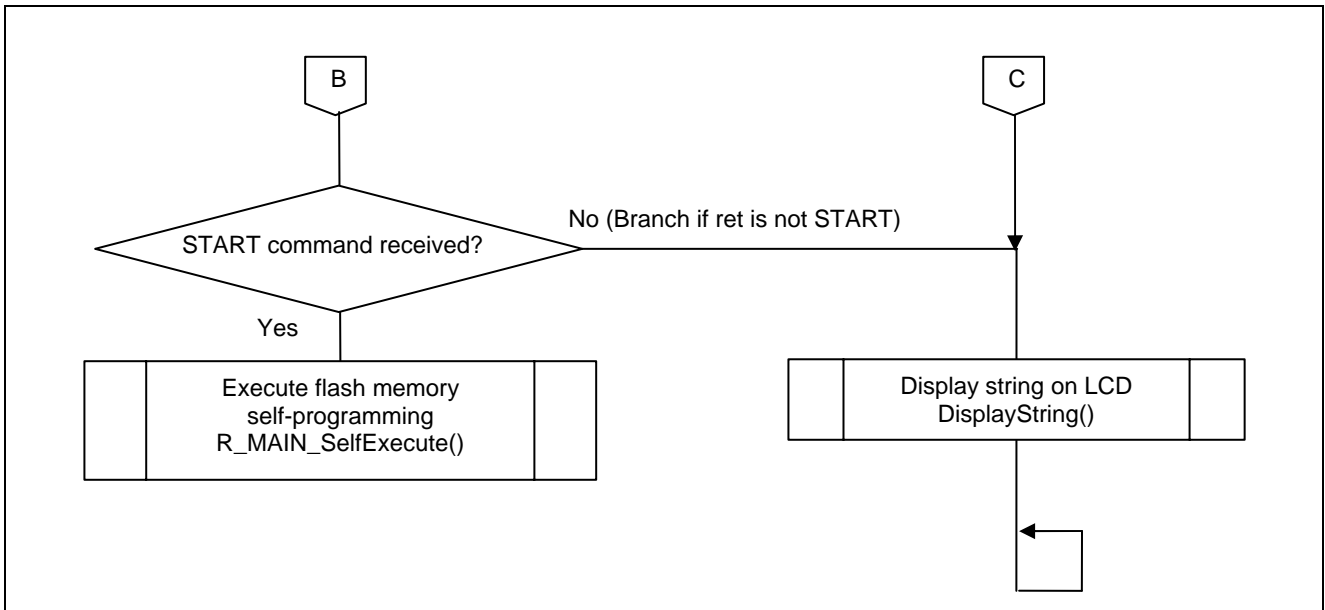 B
C
No (Branch if ret is not START)
START command received?
Yes
Execute flash memory
self-programming
R_MAIN_SelfExecute()
Display string on LCD
DisplayString()